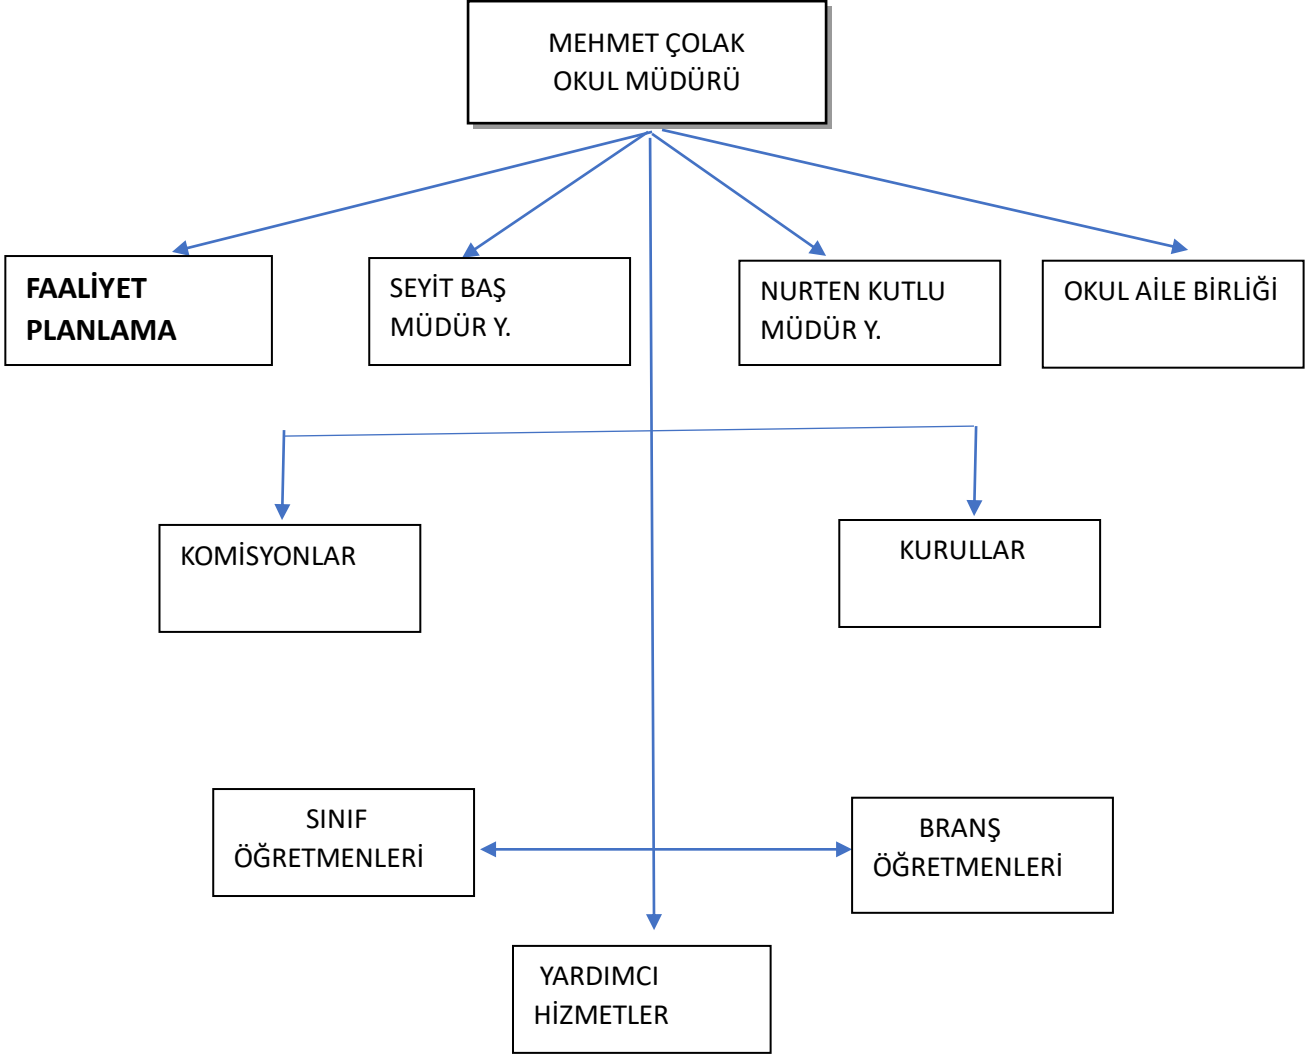 MEHMET ÇOLAK
OKUL MÜDÜRÜ
FAALİYET
PLANLAMA
SEYİT BAŞ
MÜDÜR Y.
NURTEN KUTLU
MÜDÜR Y.
OKUL AİLE BİRLİĞİ
KOMİSYONLAR
KURULLAR
SINIF
ÖĞRETMENLERİ
BRANŞ
ÖĞRETMENLERİ
YARDIMCI
HİZMETLER